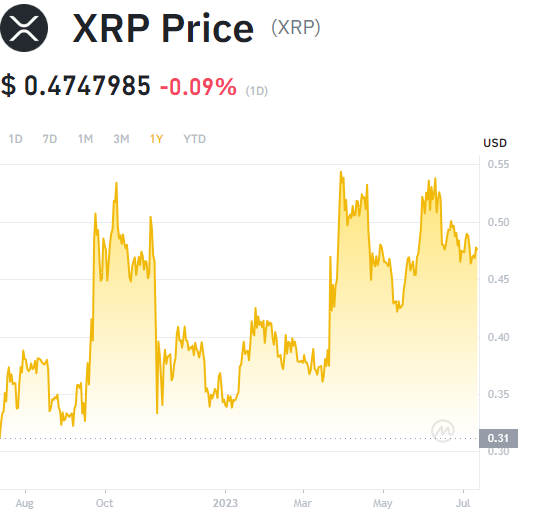 XRP Price (XRP)
$ 0.4747985 -0.09% (1D)
1D 7D 1M 3M 1Y YTD
USD
0.55
0.50
0.45
0.40
0.35
0.31
0.30
Aug Oct 2023 Mar May Jul